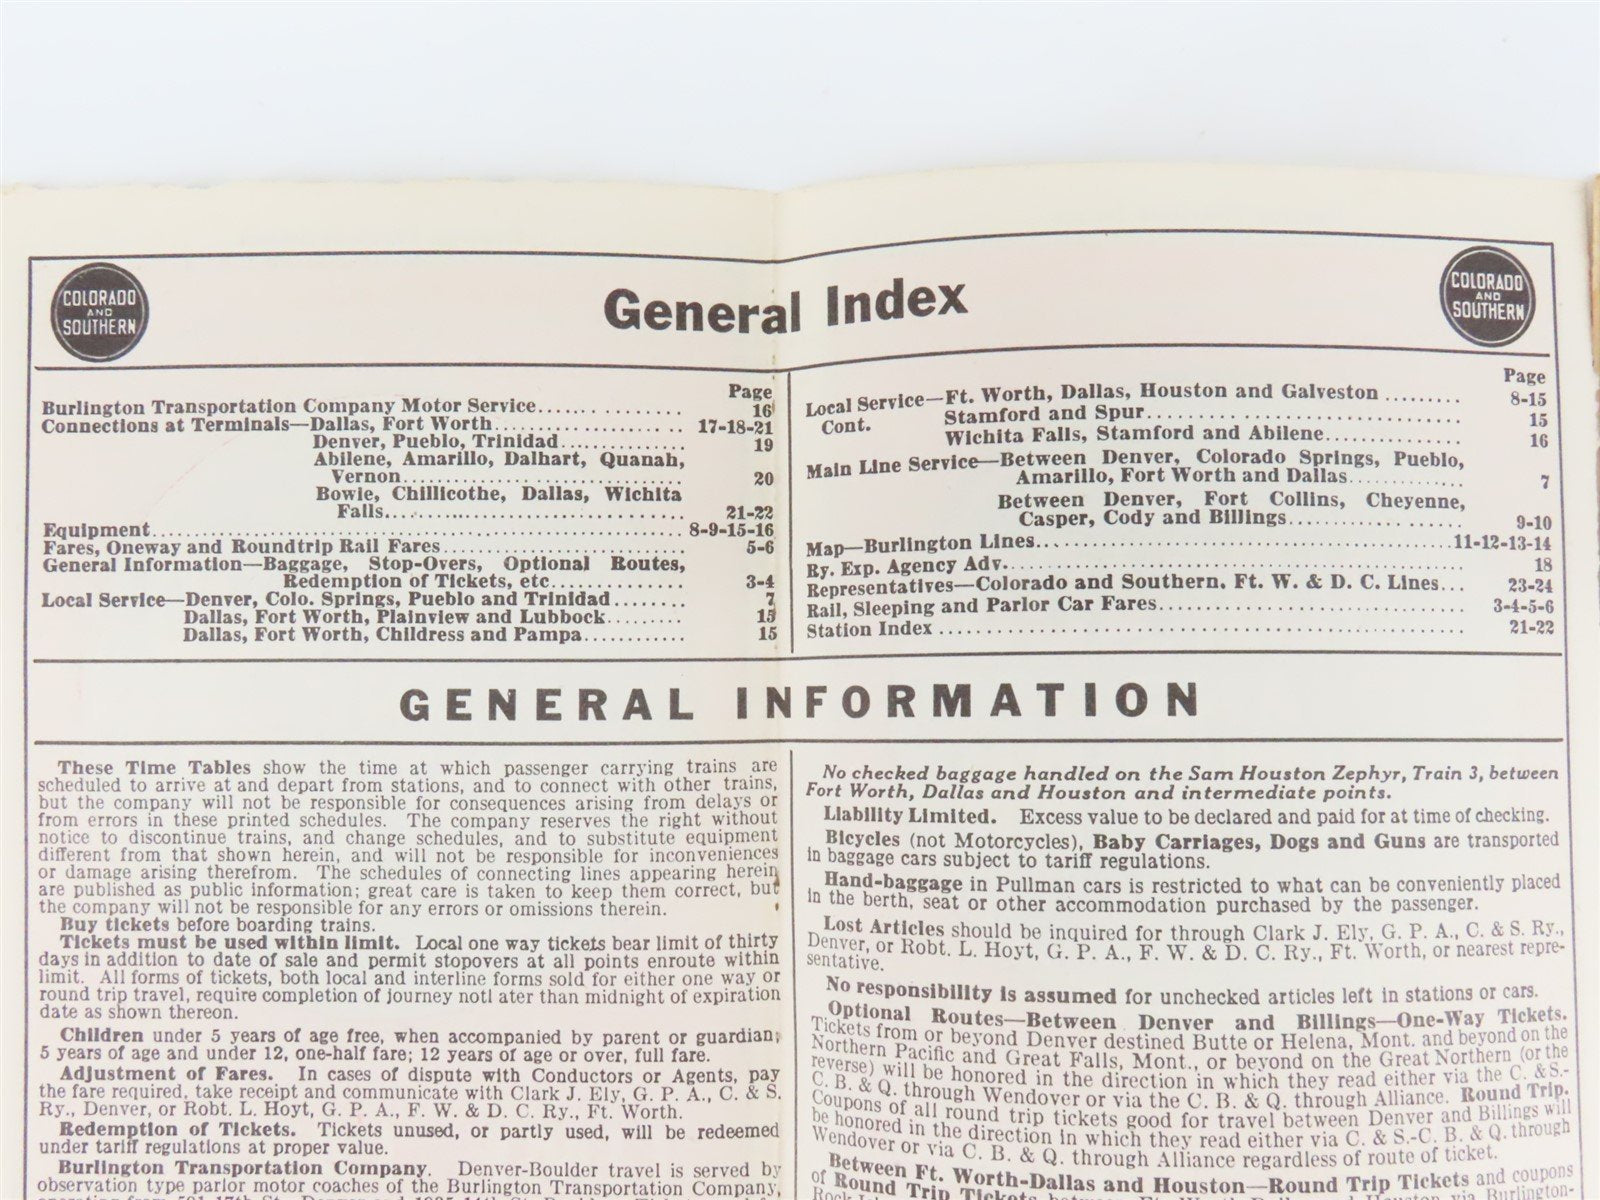 COLORADO
AND
SOUTHERN
General Index
COLORADO
AND
SOUTHERN
Page
Burlington Transportation Company Motor Service.............. 16
Connections at Terminals—Dallas, Fort Worth...................... 17-18-21
Denver, Pueblo, Trinidad.............. 19
Abilene, Amarillo, Dalhart, Quanah,
Vernon................................ 20
Bowie, Chillicothe, Dallas, Wichita
Falls.................................. 21-22
Equipment............................................................ 8-9-15-16
Fares, Oneway and Roundtrip Rail Fares........................... 5-6
General Information—Baggage, Stop-Overs, Optional Routes,
Redemption of Tickets, etc.............. 3-4
Local Service—Denver, Colo. Springs, Pueblo and Trinidad........ 7
Dallas, Fort Worth, Plainview and Lubbock......... 15
Dallas, Fort Worth, Childress and Pampa............ 15
Page
Local Service—Ft. Worth, Dallas, Houston and Galveston ......... 8-15
Cont. Stamford and Spur.................................. 15
Wichita Falls, Stamford and Abilene............... 16
Main Line Service—Between Denver, Colorado Springs, Pueblo,
Amarillo, Fort Worth and Dallas............. 7
Between Denver, Fort Collins, Cheyenne,
Casper, Cody and Billings................... 9-10
Map—Burlington Lines.............................................11-12-13-14
Ry. Exp. Agency Adv................................................. 18
Representatives—Colorado and Southern. Ft. W. & D. C. Lines... 23-24
Rail, Sleeping and Parlor Car Fares................................. 3-4-5-6
Station Index ......................................................... 21-22
GENERAL INFORMATION
These Time Tables show the time at which passenger carrying trains are
scheduled to arrive at and depart from stations, and to connect with other trains,
but the company will not be responsible for consequences arising from delays or
from errors in these printed schedules. The company reserves the right without
notice to discontinue trains, and change schedules, and to substitute equipment
different from that shown herein, and will not be responsible for inconveniences
or damage arising therefrom. The schedules of connecting lines appearing herein
are published as public information; great care is taken to keep them correct, but
the company will not be responsible for any errors or omissions therein.
Buy tickets before boarding trains.
Tickets must be used within limit. Local one way tickets bear limit of thirty
days in addition to date of sale and permit stopovers at all points enroute within
limit. All forms of tickets, both local and interline forms sold for either one way or
round trip travel, require completion of journey notl ater than midnight of expiration
date as shown thereon.
Children under 5 years of age free, when accompanied by parent or guardian;
5 years of age and under 12, one-half fare; 12 years of age or over, full fare.
Adjustment of Fares. In cases of dispute with Conductors or Agents, pay
the fare required, take receipt and communicate with Clark J. Ely, G. P. A., C. & S.
Ry., Denver, or Robt. L. Hoyt, G. P. A., F. W. & D. C. Ry., Ft. Worth.
Redemption of Tickets. Tickets unused, or partly used, will be redeemed
under tariff regulations at proper value.
Burlington Transportation Company. Denver-Boulder travel is served by
observation type parlor motor coaches of the Burlington Transportation Company,
No checked baggage handled on the Sam Houston Zephyr, Train 3, between
Fort Worth, Dallas and Houston and intermediate points.
Liability Limited. Excess value to be declared and paid for at time of checking.
Bicycles (not Motorcycles), Baby Carriages, Dogs and Guns are transported
in baggage cars subject to tariff regulations.
Hand-baggage in Pullman cars is restricted to what can be conveniently placed
in the berth, seat or other accommodation purchased by the passenger.
Lost Articles should be inquired for through Clark J. Ely, G. P. A., C. & S. Ry.,
Denver, or Robt. L. Hoyt, G. P. A., F. W. & D. C. Ry., Ft. Worth, or nearest repre-
sentative.
No responsibility is assumed for unchecked articles left in stations or cars.
Optional Routes—Between Denver and Billings—One-Way Tickets.
Tickets from or beyond Denver destined Butte or Helena, Mont. and beyond on the
Northern Pacific and Great Falls, Mont., or beyond on the Great Northern (or the
reverse) will be honored in the direction in which they read either via the C. & S.-
C. B. & Q. through Wendover or via the C. B. & Q. through Alliance. Round Trip.
Coupons of all round trip tickets good for travel between Denver and Billings will
be honored in the direction in which they read either via C. & S.-C. B. & Q. through
Wendover or via C. B. & Q. through Alliance regardless of route of ticket.
Between Ft. Worth-Dallas and Houston—Round Trip Tickets and coupons
of Round Trip Tickets